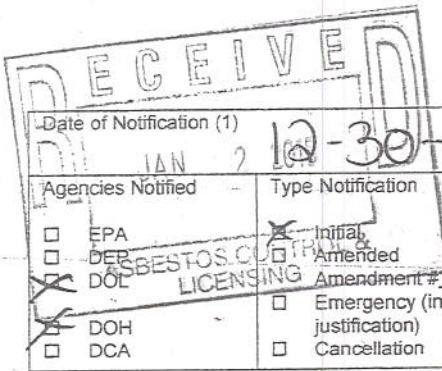 RECEIVED
Date of Notification (1) 12-30-
JAN 2
Agencies Notified
Type Notification
EPA
DEP
DOL
DOH
DCA
Initial
Amended
Amendment #
Emergency (in
justification)
Cancellation
ASBESTOS CONTROL &
LICENSING